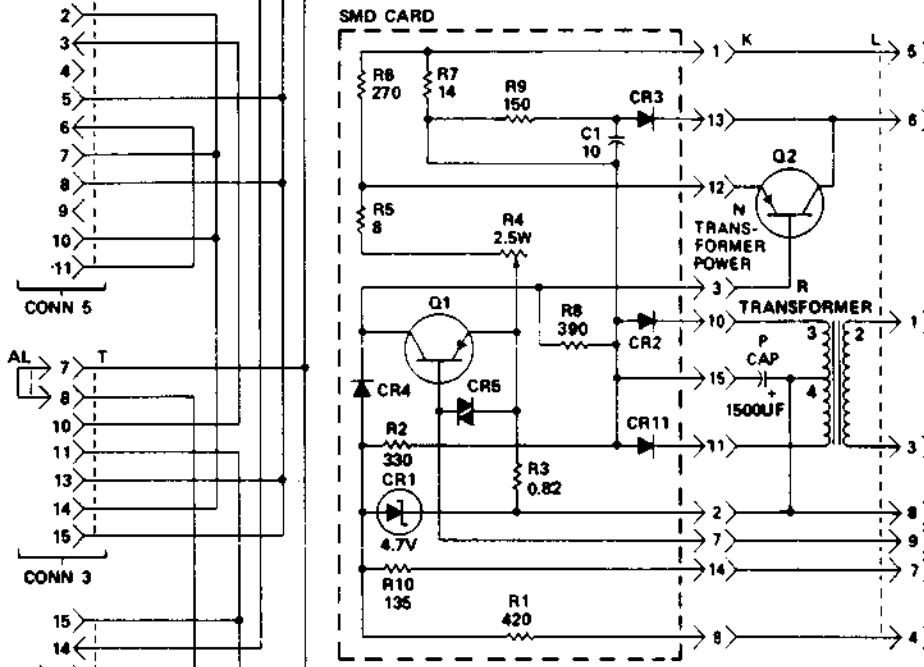 SMD CARD
2
3
4
5
6
7
8
9
10
11
CONN 5
AL
7
T
8
10
11
13
14
15
CONN 3
15
14
R6
270
R7
14
R9
150
CR3
C1
10
R5
8
R4
2.5W
Q1
R8
390
CR2
CR4
CR5
R2
330
CR11
CR1
4.7V
R3
0.82
R10
135
R1
420
1
K
L
5
13
6
Q2
12
N
TRANS-
FORMER
POWER
3
R
TRANSFORMER
10
3
2
1
P
CAP
15
4
+
1500UF
11
3
2
8
7
9
14
7
8
4